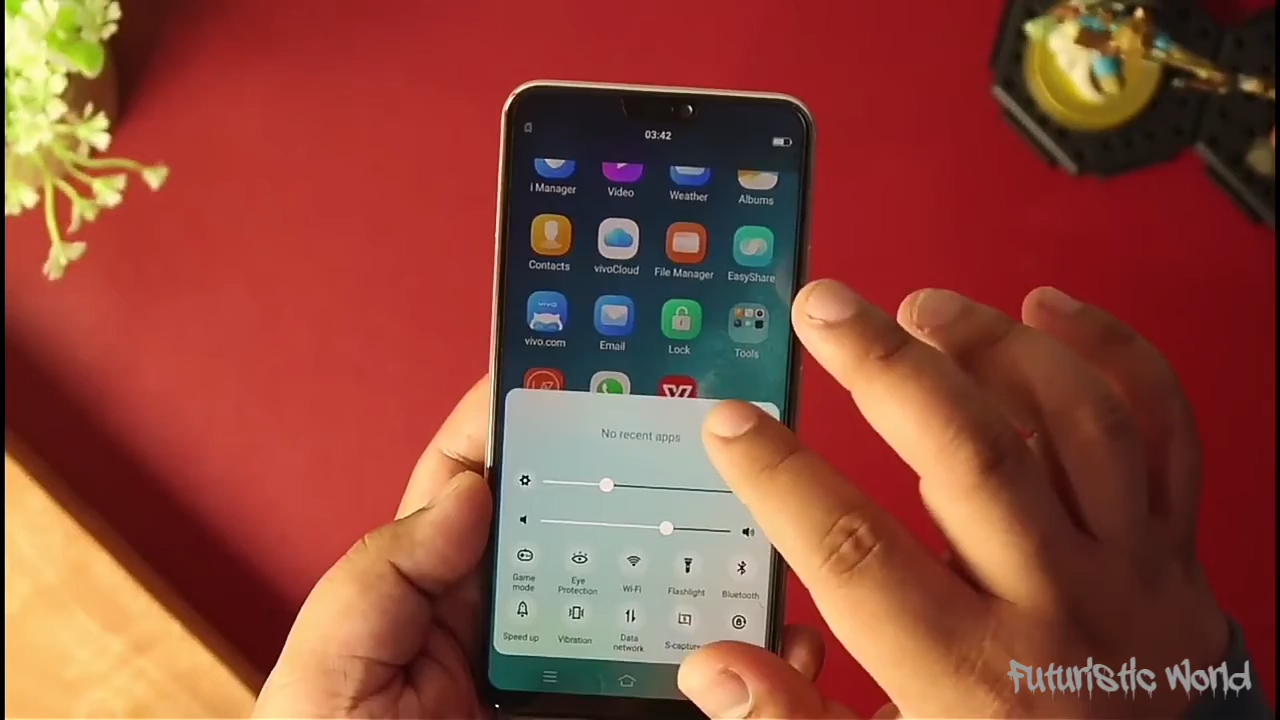 03:42
i Manager Video Weather Albums
Contacts vivoCloud File Manager EasyShare
vivo
vivo.com Email Lock Tools
No recent apps
Game mode Eye Protection Wi-Fi Flashlight Bluetooth
Speed up Vibration Data network S-capture
Futuristic World